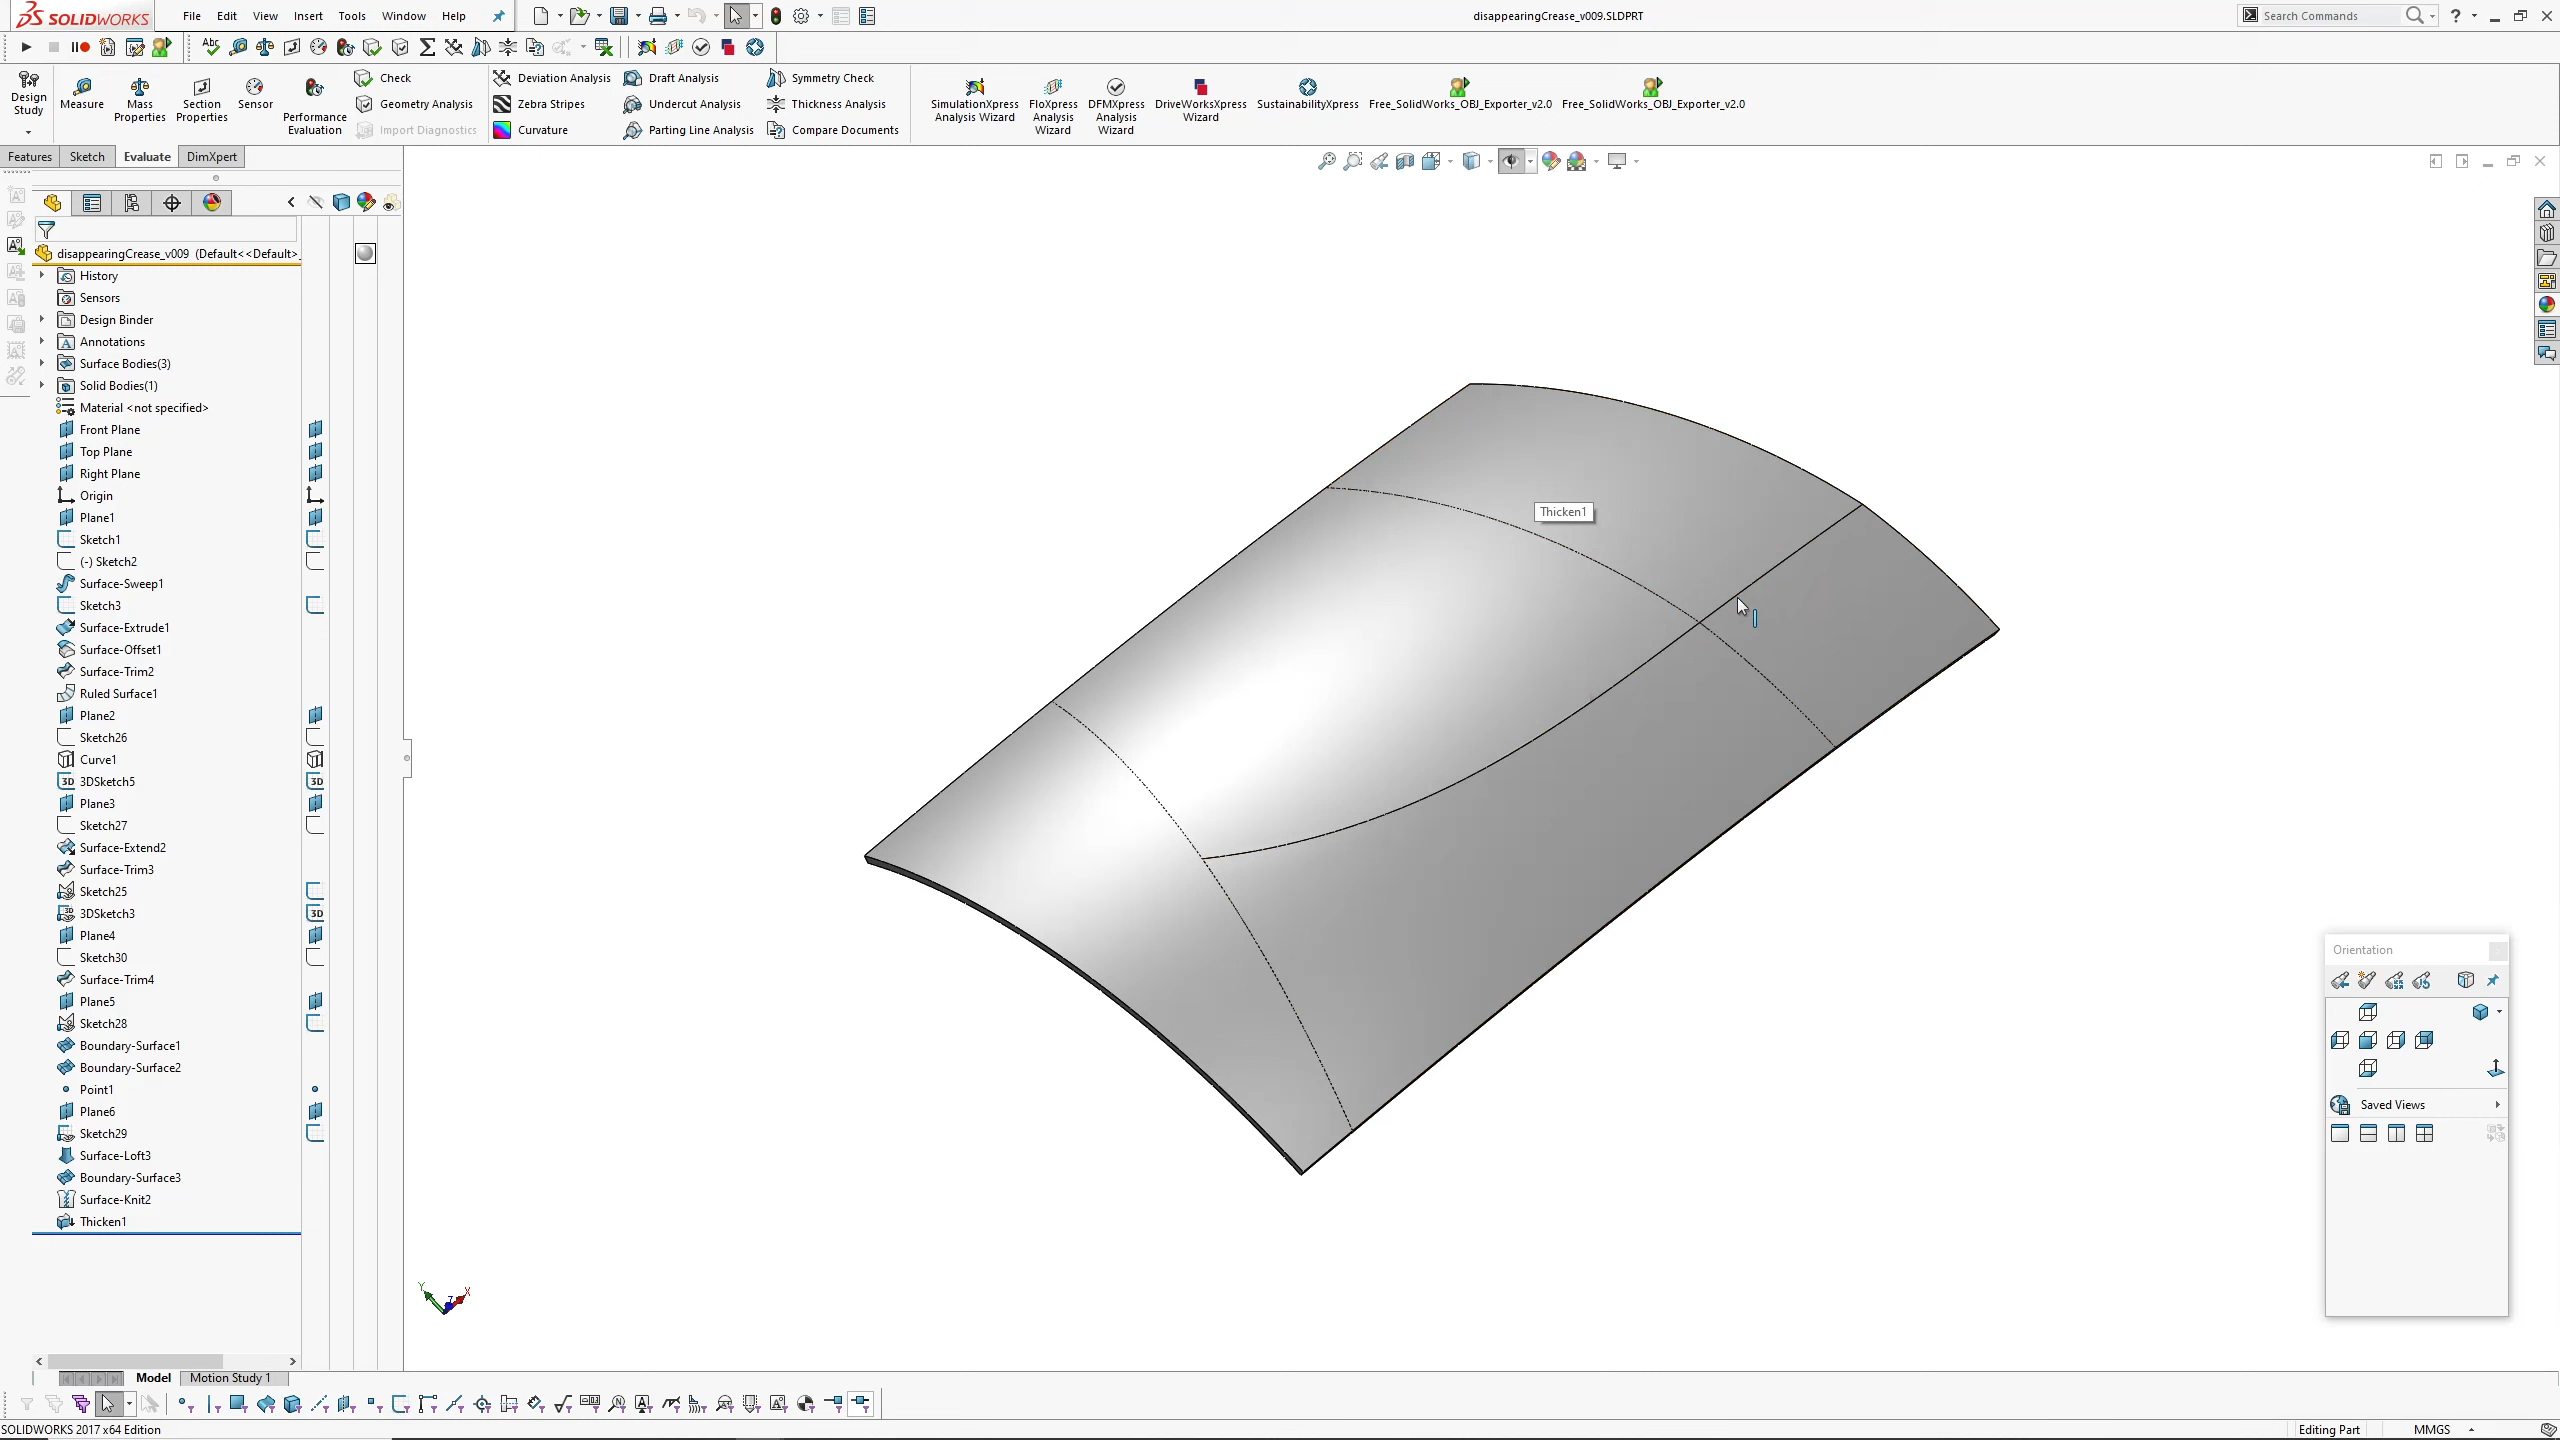 SOLIDWORKS File Edit View Insert Tools Window Help disappearingCrease_v009.SLDPRT Search Commands ?
Design Study
Measure
Mass Properties
Section Properties
Sensor
Performance Evaluation
Check
Geometry Analysis
Import Diagnostics
Deviation Analysis
Zebra Stripes
Curvature
Draft Analysis
Undercut Analysis
Parting Line Analysis
Symmetry Check
Thickness Analysis
Compare Documents
SimulationXpress Analysis Wizard
FloXpress Analysis Wizard
DFMXpress Analysis Wizard
DriveWorksXpress Wizard
SustainabilityXpress
Free_SolidWorks_OBJ_Exporter_v2.0
Free_SolidWorks_OBJ_Exporter_v2.0
Features Sketch Evaluate DimXpert
disappearingCrease_v009 (Default<<Default>_
History
Sensors
Design Binder
Annotations
Surface Bodies(3)
Solid Bodies(1)
Material <not specified>
Front Plane
Top Plane
Right Plane
Origin
Plane1
Sketch1
(-) Sketch2
Surface-Sweep1
Sketch3
Surface-Extrude1
Surface-Offset1
Surface-Trim2
Ruled Surface1
Plane2
Sketch26
Curve1
3DSketch5
Plane3
Sketch27
Surface-Extend2
Surface-Trim3
Sketch25
3DSketch3
Plane4
Sketch30
Surface-Trim4
Plane5
Sketch28
Boundary-Surface1
Boundary-Surface2
Point1
Plane6
Sketch29
Surface-Loft3
Boundary-Surface3
Surface-Knit2
Thicken1
Thicken1
Y
Z
X
Orientation
Saved Views
Model Motion Study 1
SOLIDWORKS 2017 x64 Edition Editing Part MMGS